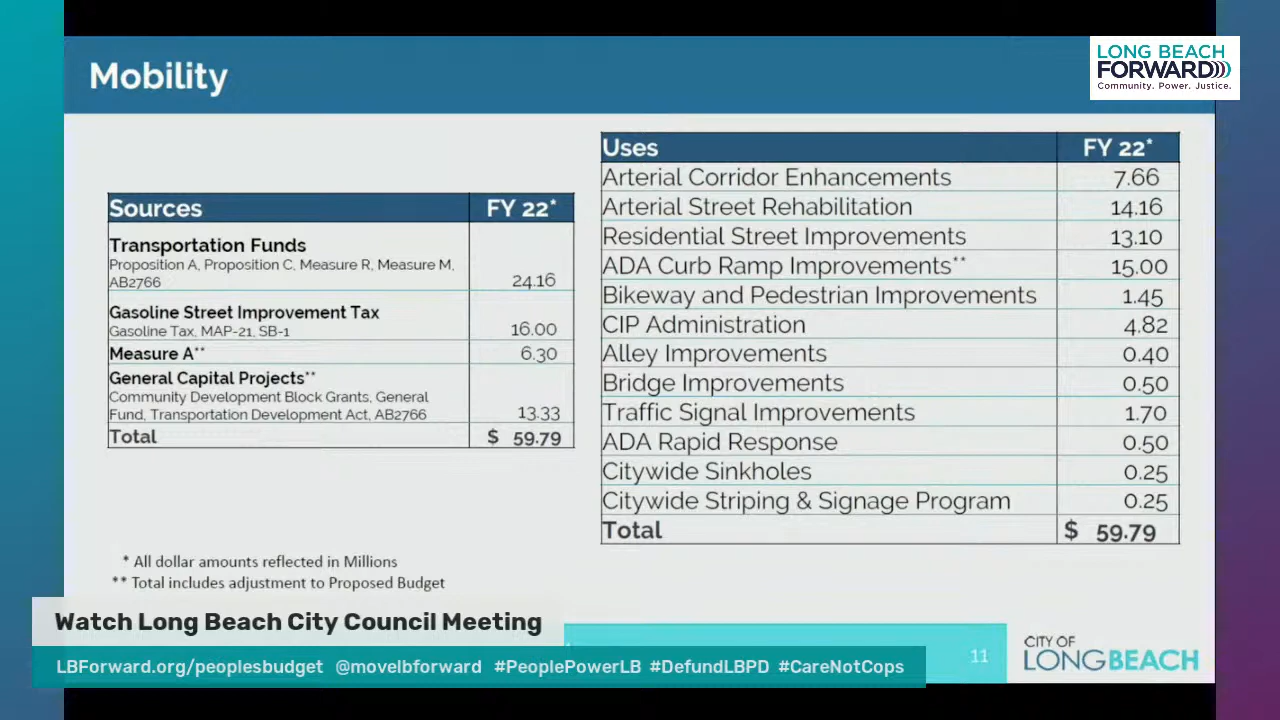 Mobility
LONG BEACH
FORWARD
Community. Power. Justice.
Sources FY 22*
Transportation Funds
Proposition A, Proposition C, Measure R, Measure M,
AB2766 24.16
Gasoline Street Improvement Tax
Gasoline Tax, MAP-21, SB-1 16.00
Measure A** 6.30
General Capital Projects**
Community Development Block Grants, General
Fund, Transportation Development Act, AB2766 13.33
Total $ 59.79
Uses FY 22*
Arterial Corridor Enhancements 7.66
Arterial Street Rehabilitation 14.16
Residential Street Improvements 13.10
ADA Curb Ramp Improvements** 15.00
Bikeway and Pedestrian Improvements 1.45
CIP Administration 4.82
Alley Improvements 0.40
Bridge Improvements 0.50
Traffic Signal Improvements 1.70
ADA Rapid Response 0.50
Citywide Sinkholes 0.25
Citywide Striping & Signage Program 0.25
Total $ 59.79
* All dollar amounts reflected in Millions
** Total includes adjustment to Proposed Budget
Watch Long Beach City Council Meeting
LBForward.org/peoplesbudget @movelbforward #PeoplePowerLB #DefundLBPD #CareNotCops
11
CITY OF
LONGBEACH